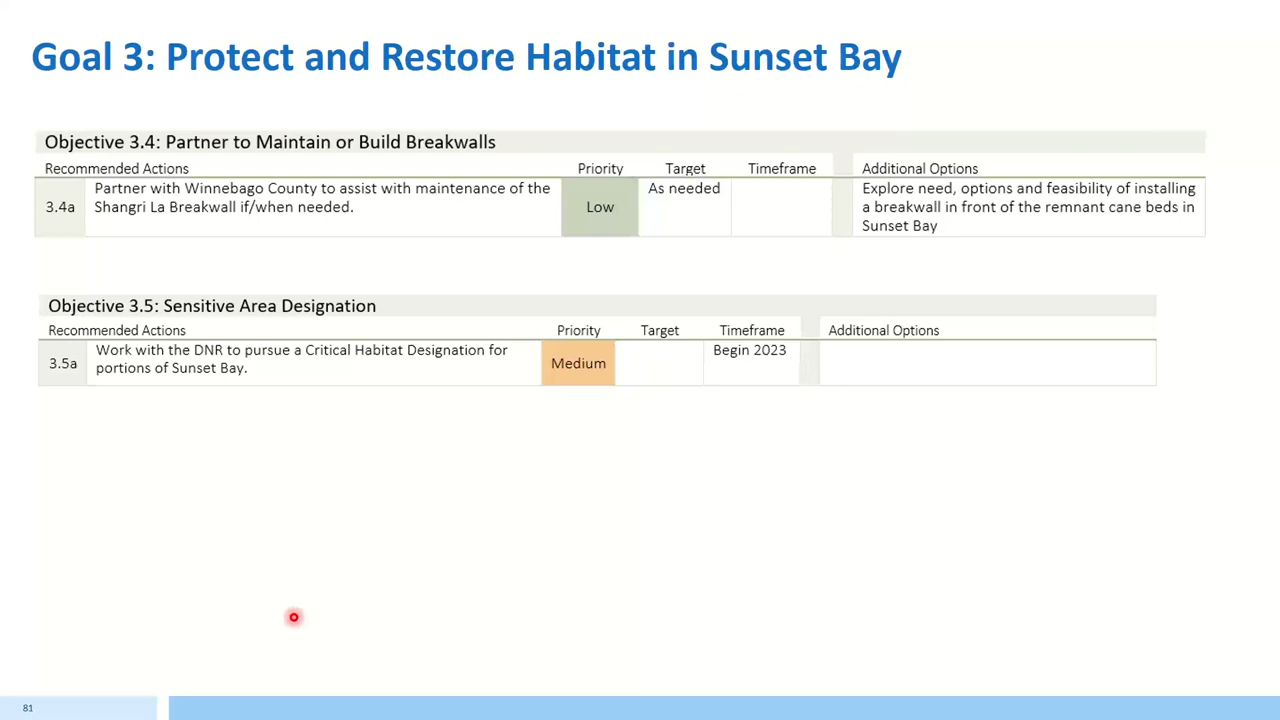 Goal 3: Protect and Restore Habitat in Sunset Bay
Objective 3.4: Partner to Maintain or Build Breakwalls
Recommended Actions Priority Target Timeframe Additional Options
3.4a
Partner with Winnebago County to assist with maintenance of the
Shangri La Breakwall if/when needed.
Low
As needed
Explore need, options and feasibility of installing
a breakwall in front of the remnant cane beds in
Sunset Bay
Objective 3.5: Sensitive Area Designation
Recommended Actions Priority Target Timeframe Additional Options
3.5a
Work with the DNR to pursue a Critical Habitat Designation for
portions of Sunset Bay.
Medium
Begin 2023
81